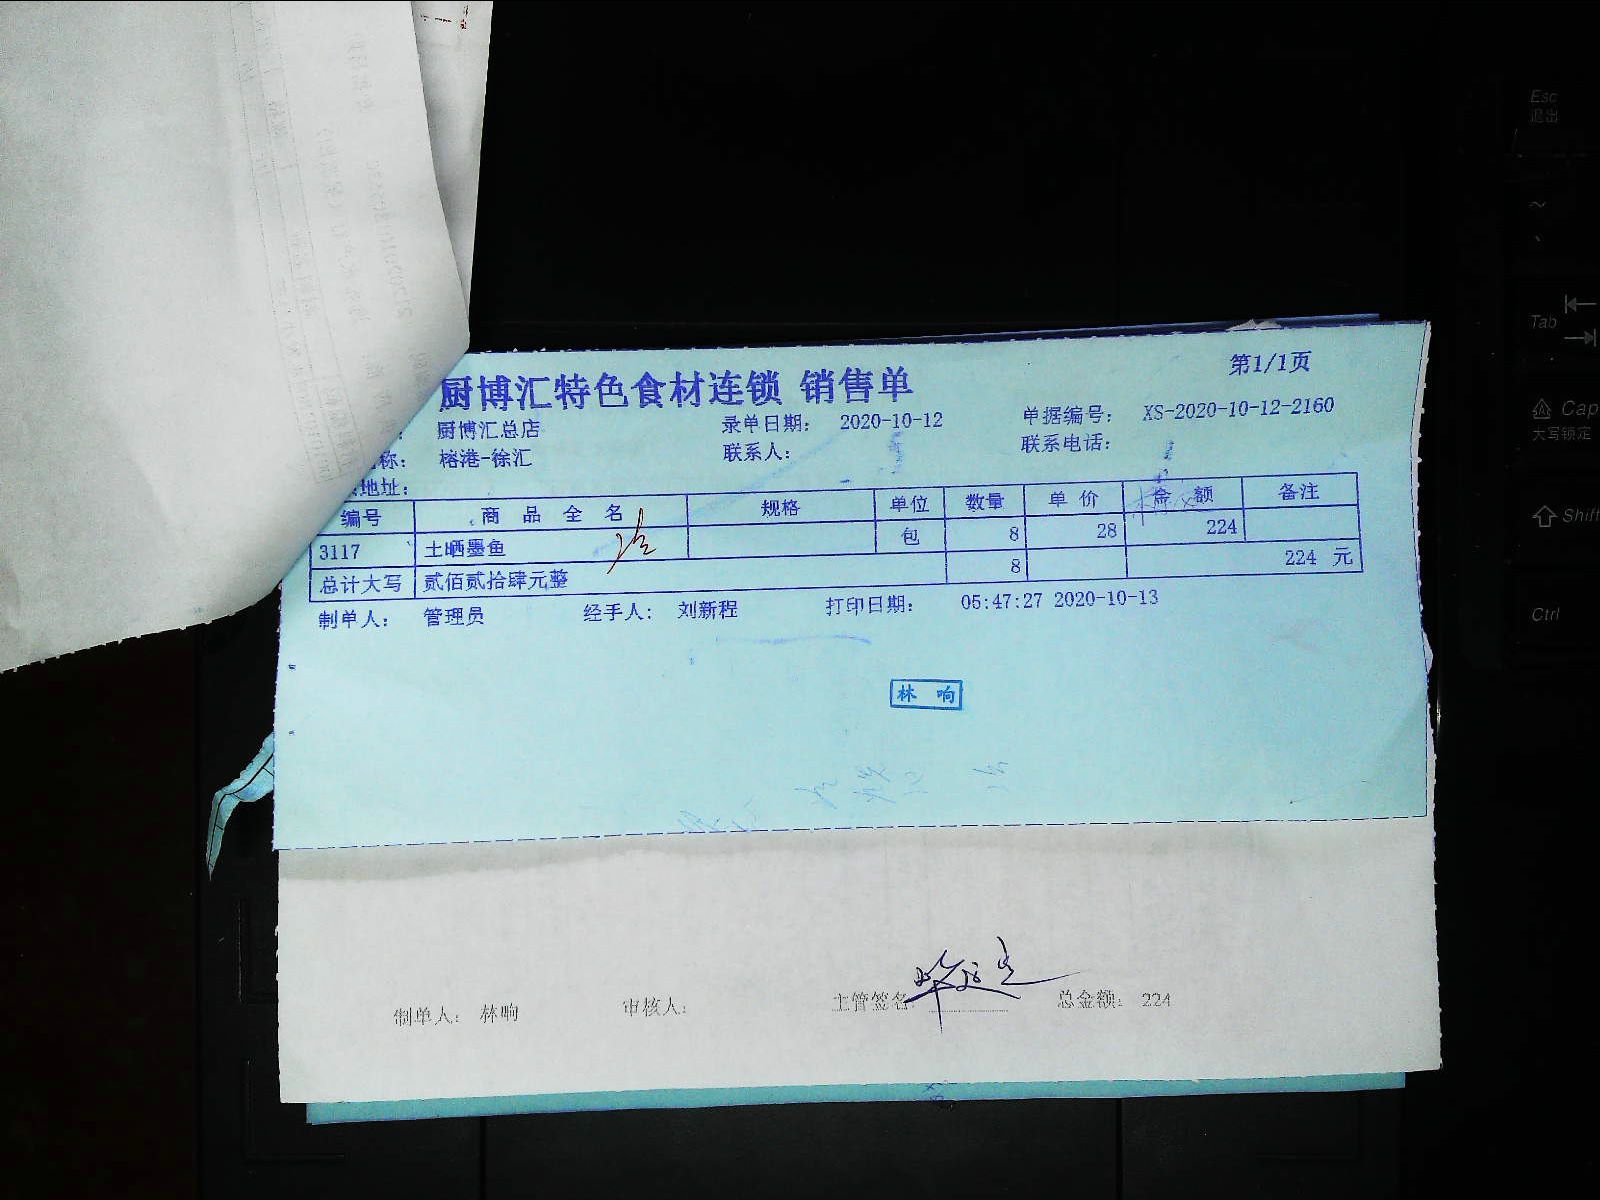 第1/1页
厨博汇特色食材连锁 销售单
厨博汇总店 录单日期: 2020-10-12 单据编号: XS-2020-10-12-2160
称: 榕港-徐汇 联系人: 联系电话:
地址:
编号 商品全名 规格 单位 数量 单价 金额 备注
3117 土晒墨鱼 包 8 28 224
总计大写 贰佰贰拾肆元整 8 224 元
制单人: 管理员 经手人: 刘新程 打印日期: 05:47:27 2020-10-13
林响
制单人: 林响 审核人: 主管签名: 总金额: 224
Esc
退出
~
Tab
Cap
大写锁定
Shift
Ctrl